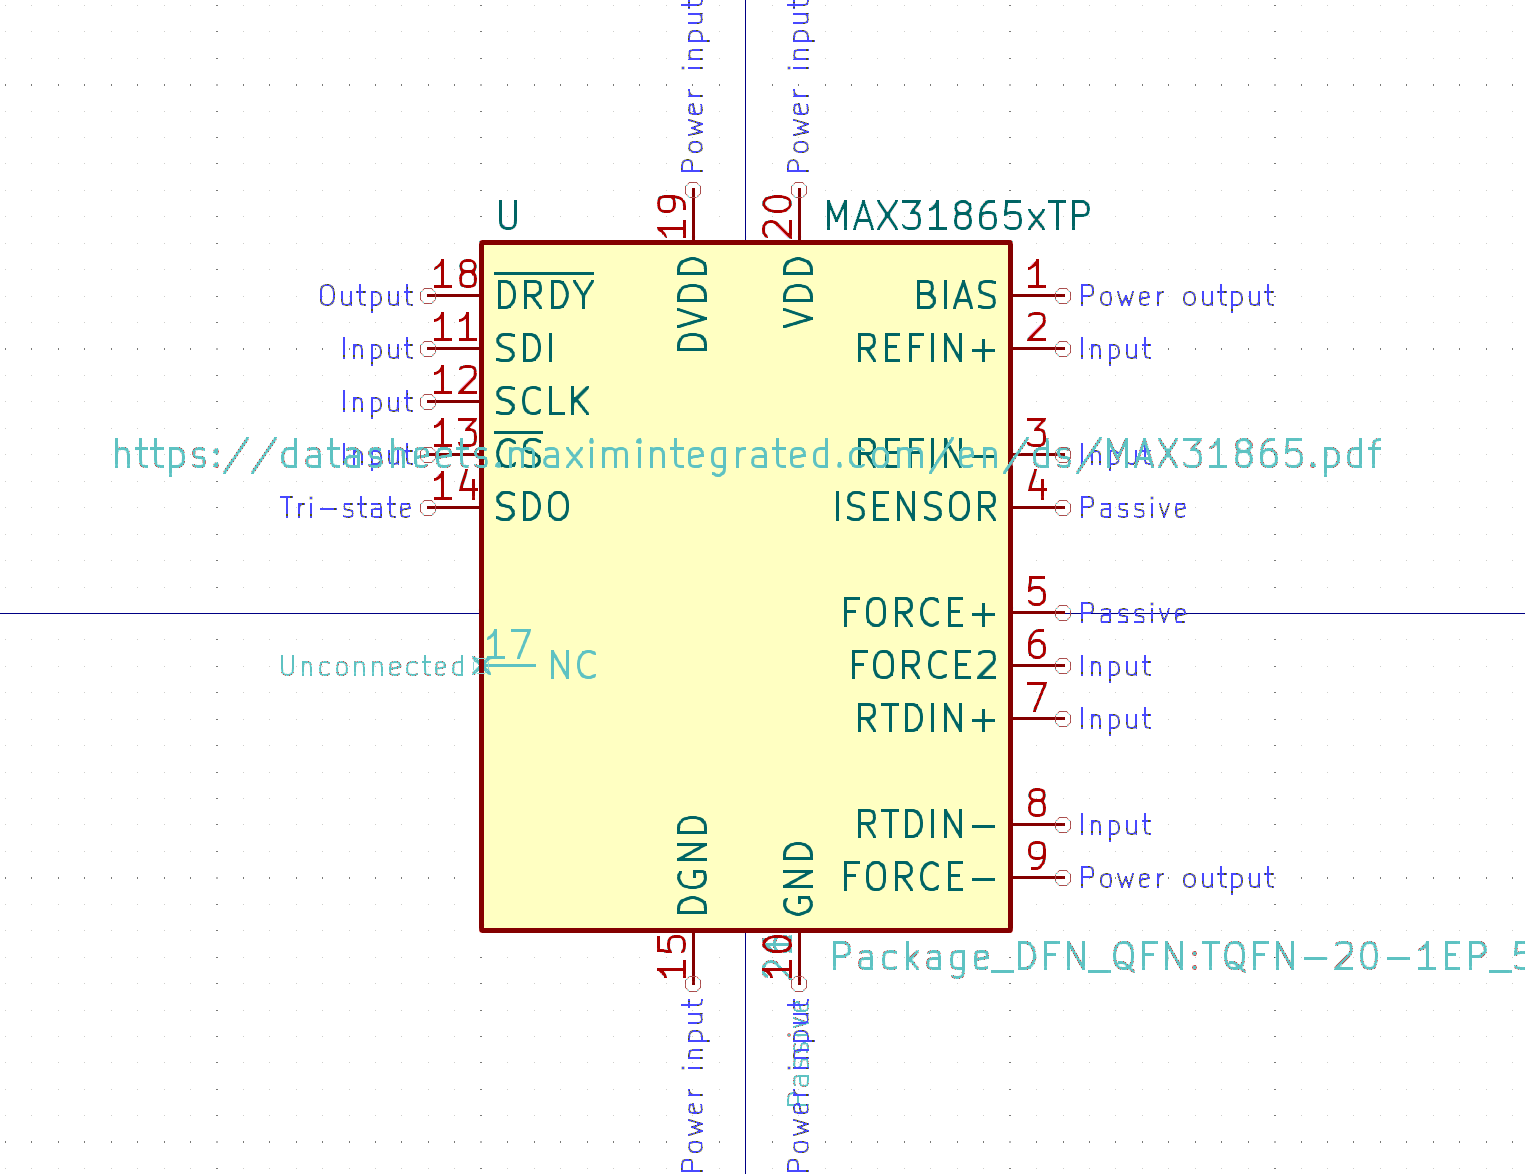 Power input
Power input
19
20
U
MAX31865xTP
DVDD
VDD
Output 18 DRDY
Input 11 SDI
Input 12 SCLK
Input 13 CS
Tri-state 14 SDO
https://datasheets.maximintegrated.com/en/ds/MAX31865.pdf
BIAS 1 Power output
REFIN+ 2 Input
REFIN- 3 Input
ISENSOR 4 Passive
FORCE+ 5 Passive
Unconnected 17 NC
FORCE2 6 Input
RTDIN+ 7 Input
RTDIN- 8 Input
FORCE- 9 Power output
DGND
GND
15
10
Package_DFN_QFN:TQFN-20-1EP_5
Power input
Power input
Passive